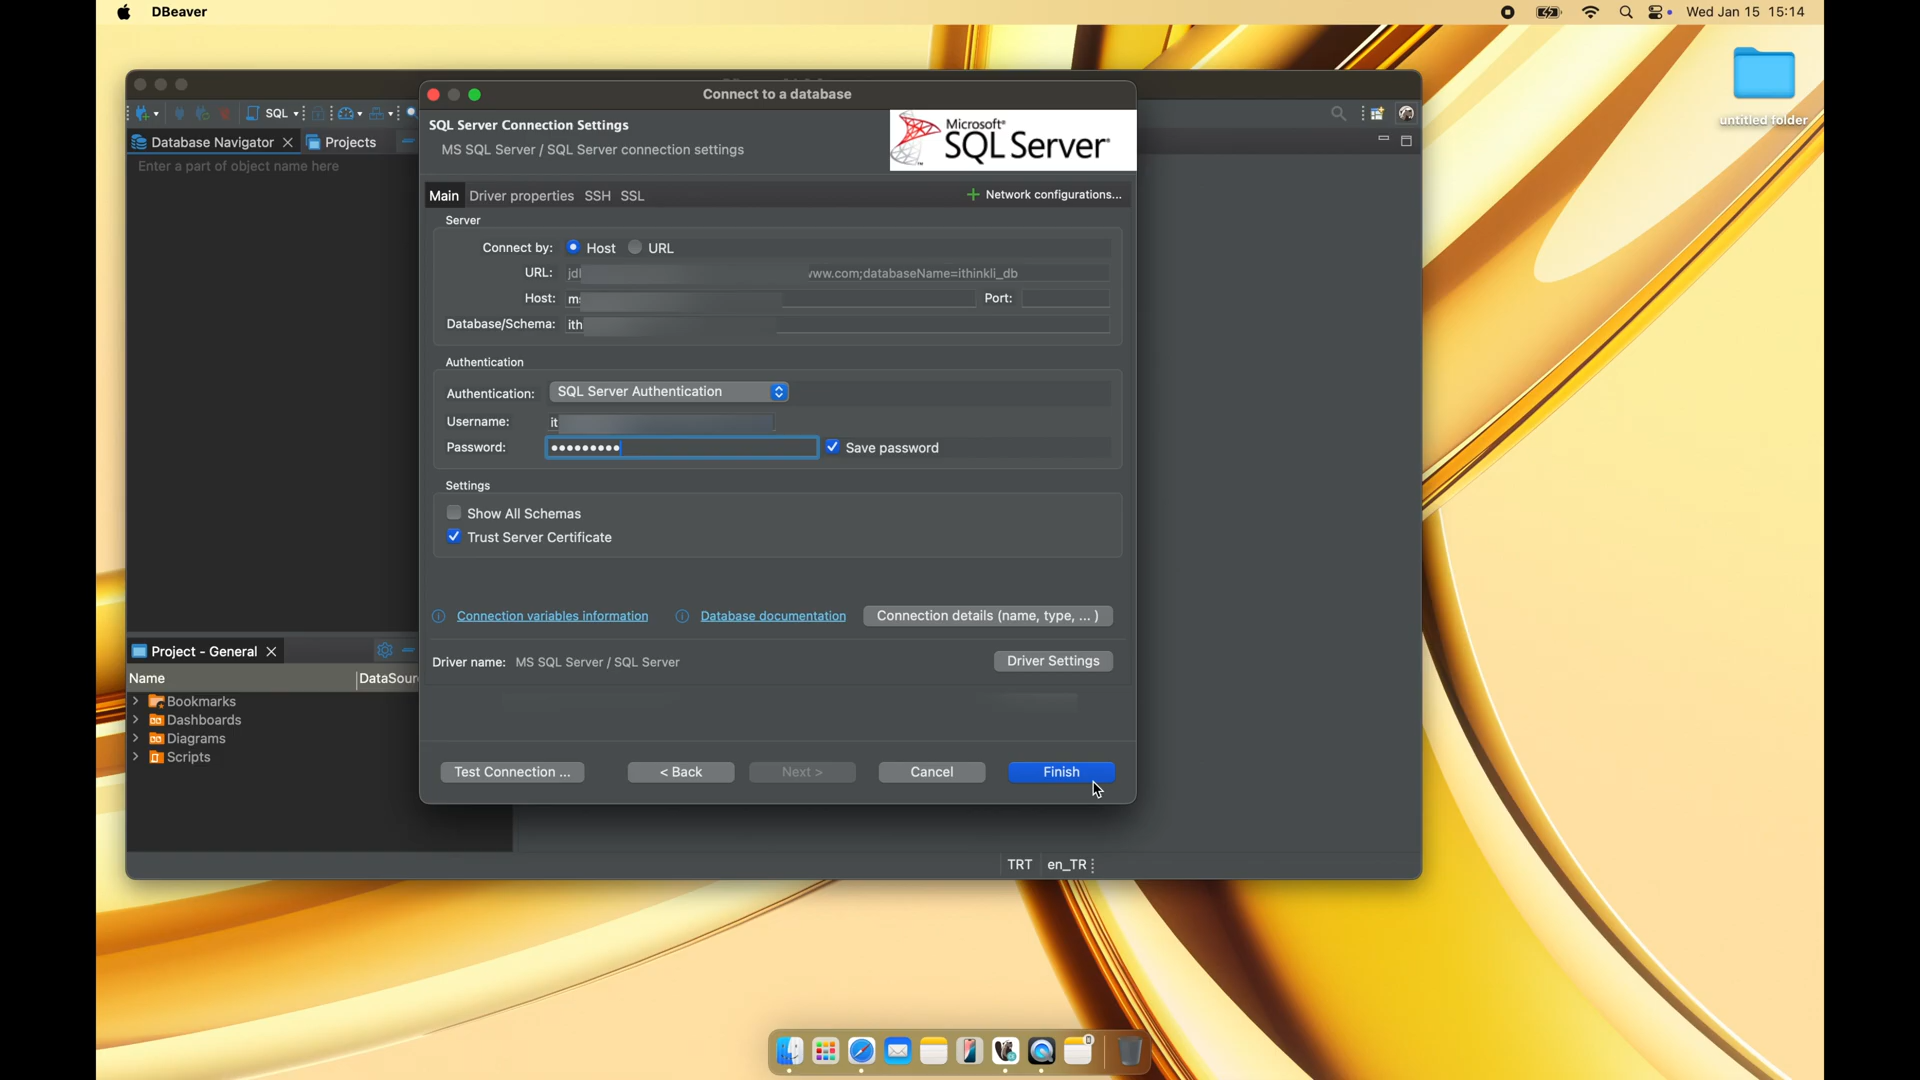 DBeaver
Wed Jan 15 15:14
untitled folder
Connect to a database
SQL
SQL Server Connection Settings
MS SQL Server / SQL Server connection settings
Microsoft®
SQL Server®
Database Navigator
Projects
Enter a part of object name here
Main Driver properties SSH SSL
Network configurations...
Server
Connect by: Host URL
URL: jd www.com;databaseName=ithinkli_db
Host: m Port:
Database/Schema: ith
Authentication
Authentication: SQL Server Authentication
Username: it
Password: ••••••••• Save password
Settings
Show All Schemas
Trust Server Certificate
Connection variables information
Database documentation
Connection details (name, type, ... )
Driver name: MS SQL Server / SQL Server
Driver Settings
Test Connection ...
< Back
Next >
Cancel
Finish
Project - General
Name
DataSour
Bookmarks
Dashboards
Diagrams
Scripts
TRT
en_TR